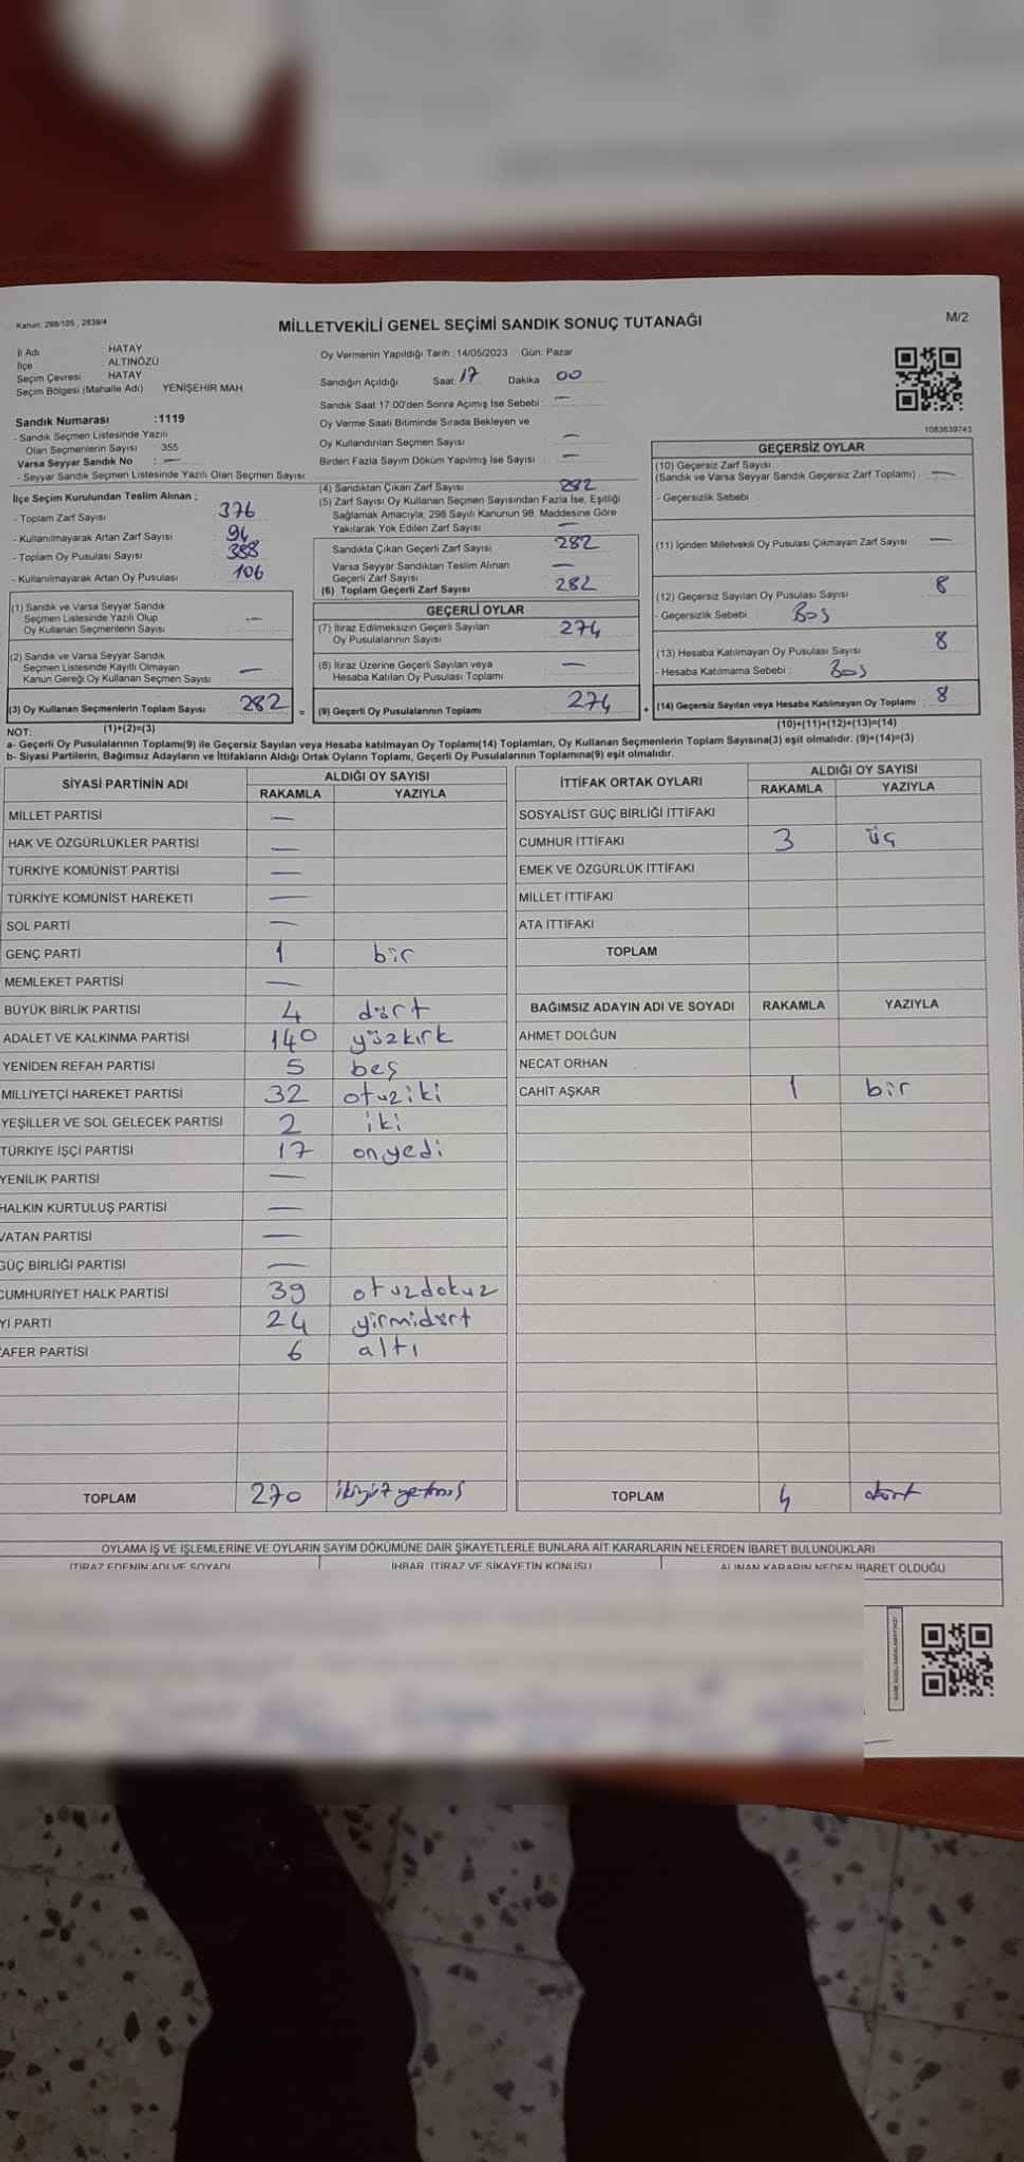 Kanun: 298/105 , 2839/4
MİLLETVEKİLİ GENEL SEÇİMİ SANDIK SONUÇ TUTANAĞI
M/2
İl Adı : HATAY
İlçe : ALTINÖZÜ
Seçim Çevresi : HATAY
Seçim Bölgesi (Mahalle Adı) YENİŞEHİR MAH.
Sandık Numarası :1119
- Sandık Seçmen Listesinde Yazılı
Olan Seçmenlerin Sayısı : 355
Varsa Seyyar Sandık No : —
- Seyyar Sandık Seçmen Listesinde Yazılı Olan Seçmen Sayısı
Oy Vermenin Yapıldığı Tarih : 14/05/2023 Gün: Pazar
Sandığın Açıldığı Saat: 17 Dakika 00
Sandık Saat 17.00'den Sonra Açımış İse Sebebi : —
Oy Verme Saati Bitiminde Sırada Bekleyen ve
Oy Kullandırılan Seçmen Sayısı —
Birden Fazla Sayım Döküm Yapılmış İse Sayısı —
1083639743
İlçe Seçim Kurulundan Teslim Alınan ;
- Toplam Zarf Sayısı 376
- Kullanılmayarak Artan Zarf Sayısı 94
- Toplam Oy Pusulası Sayısı 388
- Kullanılmayarak Artan Oy Pusulası 106
(1) Sandık ve Varsa Seyyar Sandık
Seçmen Listesinde Yazılı Olup
Oy Kullanan Seçmenlerin Sayısı —
(2) Sandık ve Varsa Seyyar Sandık
Seçmen Listesinde Kayıtlı Olmayan
Kanun Gereği Oy Kullanan Seçmen Sayısı —
(3) Oy Kullanan Seçmenlerin Toplam Sayısı 282 =
(1)+(2)=(3)
(4) Sandıktan Çıkan Zarf Sayısı 282
(5) Zarf Sayısı Oy Kullanan Seçmen Sayısından Fazla İse, Eşitliği
Sağlamak Amacıyla, 298 Sayılı Kanunun 98. Maddesine Göre
Yakılarak Yok Edilen Zarf Sayısı —
Sandıkta Çıkan Geçerli Zarf Sayısı 282
Varsa Seyyar Sandıktan Teslim Alınan
Geçerli Zarf Sayısı —
(6) Toplam Geçerli Zarf Sayısı 282
GEÇERLİ OYLAR
(7) İtiraz Edilmeksizin Geçerli Sayılan
Oy Pusulalarının Sayısı 274
(8) İtiraz Üzerine Geçerli Sayılan veya
Hesaba Katılan Oy Pusulası Toplamı —
(9) Geçerli Oy Pusulalarının Toplamı 274 +
GEÇERSİZ OYLAR
(10) Geçersiz Zarf Sayısı
(Sandık ve Varsa Seyyar Sandık Geçersiz Zarf Toplamı) —
- Geçersizlik Sebebi :
(11) İçinden Milletvekili Oy Pusulası Çıkmayan Zarf Sayısı —
(12) Geçersiz Sayılan Oy Pusulası Sayısı 8
- Geçersizlik Sebebi : Boş
(13) Hesaba Katılmayan Oy Pusulası Sayısı 8
- Hesaba Katılmama Sebebi : Boş
(14) Geçersiz Sayılan veya Hesaba Katılmayan Oy Toplamı : 8
(10)+(11)+(12)+(13)=(14)
NOT:
a- Geçerli Oy Pusulalarının Toplamı(9) ile Geçersiz Sayılan veya Hesaba katılmayan Oy Toplamı(14) Toplamları, Oy Kullanan Seçmenlerin Toplam Sayısına(3) eşit olmalıdır. (9)+(14)=(3)
b- Siyasi Partilerin, Bağımsız Adayların ve İttifakların Aldığı Ortak Oyların Toplamı, Geçerli Oy Pusulalarının Toplamına(9) eşit olmalıdır.
SİYASİ PARTİNİN ADI ALDIĞI OY SAYISI
RAKAMLA YAZIYLA
MİLLET PARTİSİ —
HAK VE ÖZGÜRLÜKLER PARTİSİ —
TÜRKİYE KOMÜNİST PARTİSİ —
TÜRKİYE KOMÜNİST HAREKETİ —
SOL PARTİ —
GENÇ PARTİ 1 bir
MEMLEKET PARTİSİ —
BÜYÜK BİRLİK PARTİSİ 4 dört
ADALET VE KALKINMA PARTİSİ 140 yüzkırk
YENİDEN REFAH PARTİSİ 5 beş
MİLLİYETÇİ HAREKET PARTİSİ 32 otuziki
YEŞİLLER VE SOL GELECEK PARTİSİ 2 iki
TÜRKİYE İŞÇİ PARTİSİ 17 onyedi
YENİLİK PARTİSİ —
HALKIN KURTULUŞ PARTİSİ —
VATAN PARTİSİ —
GÜÇ BİRLİĞİ PARTİSİ —
CUMHURİYET HALK PARTİSİ 39 otuzdokuz
Yİ PARTİ 24 yirmidört
AFER PARTİSİ 6 altı
TOPLAM 270 ikiyüzyetmiş
İTTİFAK ORTAK OYLARI ALDIĞI OY SAYISI
RAKAMLA YAZIYLA
SOSYALİST GÜÇ BİRLİĞİ İTTİFAKI
CUMHUR İTTİFAKI 3 üç
EMEK VE ÖZGÜRLÜK İTTİFAKI
MİLLET İTTİFAKI
ATA İTTİFAKI
TOPLAM
BAĞIMSIZ ADAYIN ADI VE SOYADI RAKAMLA YAZIYLA
AHMET DOLĞUN
NECAT ORHAN
CAHİT AŞKAR 1 bir
TOPLAM 4 dört
OYLAMA İŞ VE İŞLEMLERİNE VE OYLARIN SAYIM DÖKÜMÜNE DAİR ŞİKAYETLERLE BUNLARA AİT KARARLARIN NELERDEN İBARET BULUNDUKLARI
İTİRAZ EDENİN ADI VE SOYADI İHBAR, İTİRAZ VE ŞİKAYETİN KONUSU ALINAN KARARIN NEDEN İBARET OLDUĞU